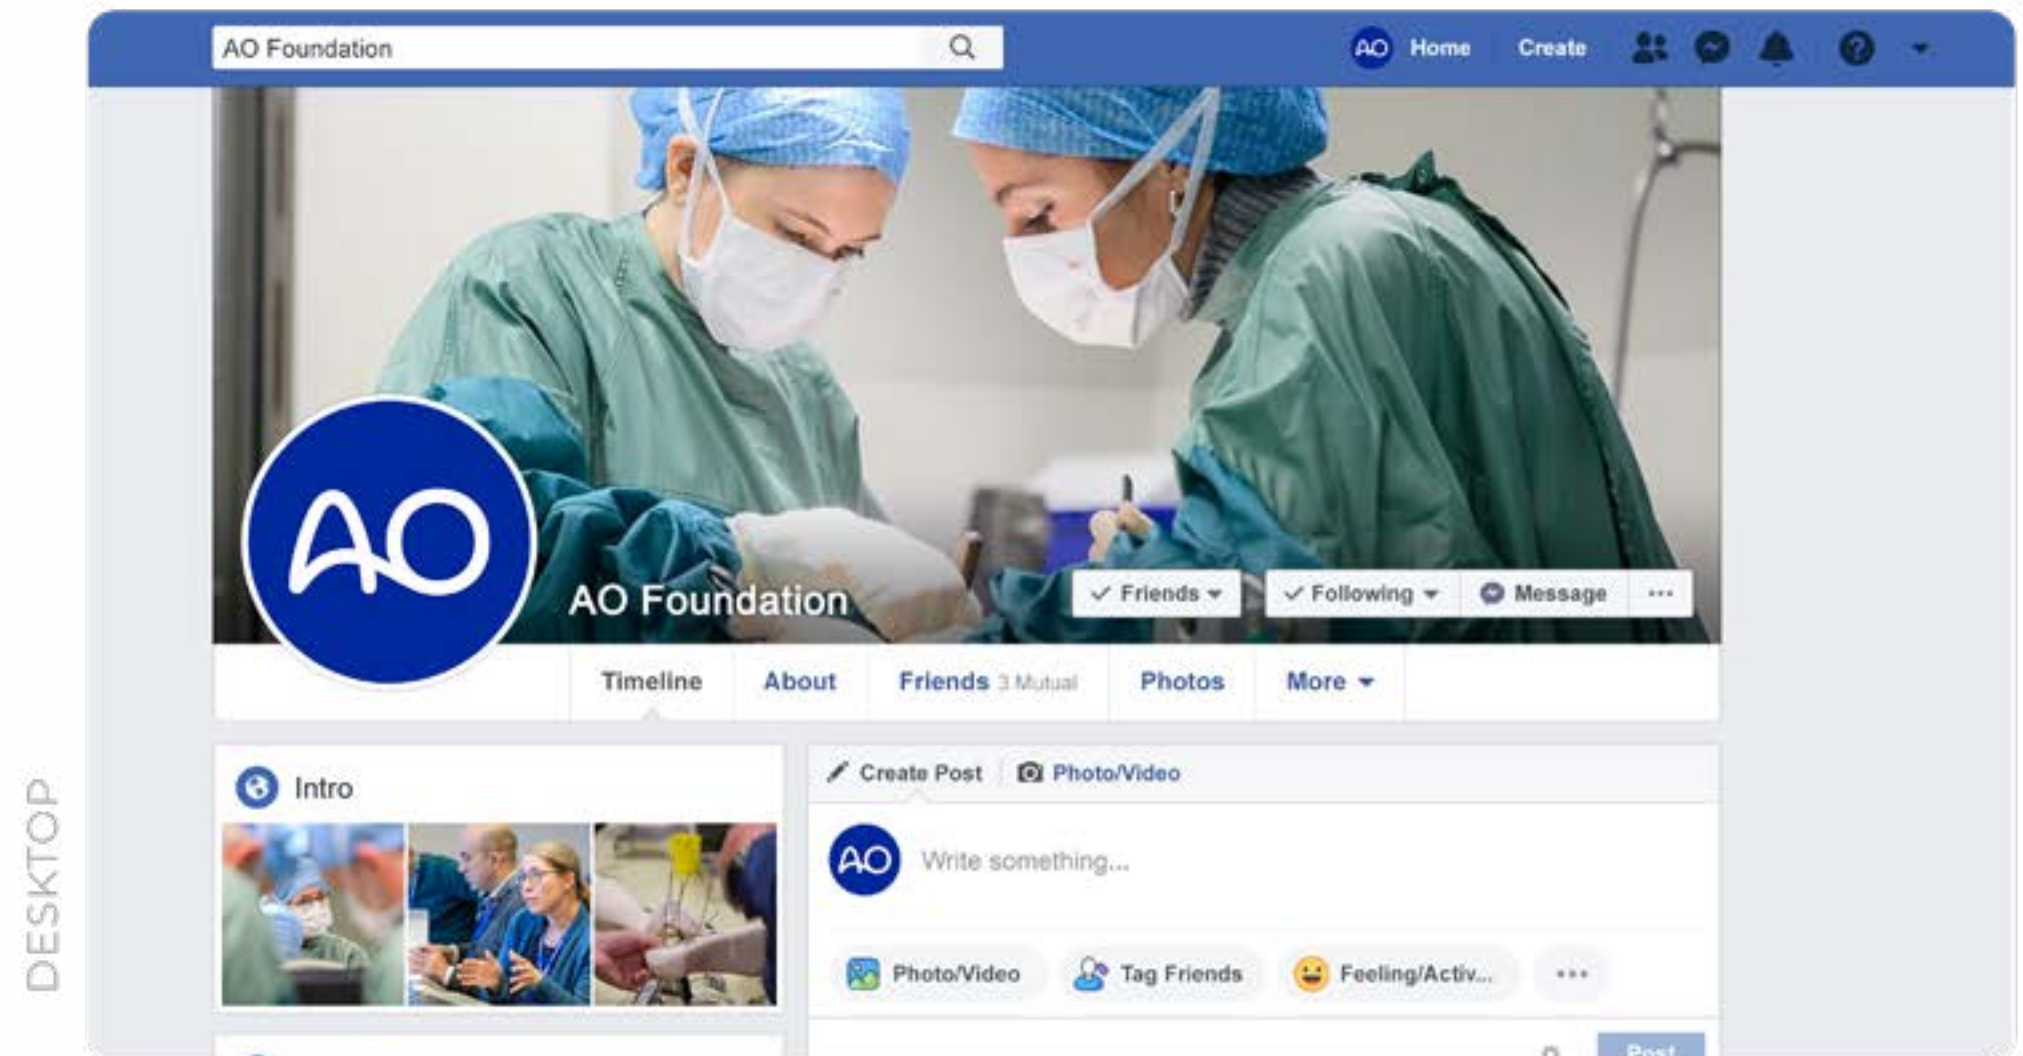 AO Foundation
AO Home Create
AO
AO Foundation
Friends Following Message
Timeline About Friends 3 Mutual Photos More
Intro
Create Post Photo/Video
AO Write something...
Photo/Video Tag Friends Feeling/Activ...
Post
DESKTOP